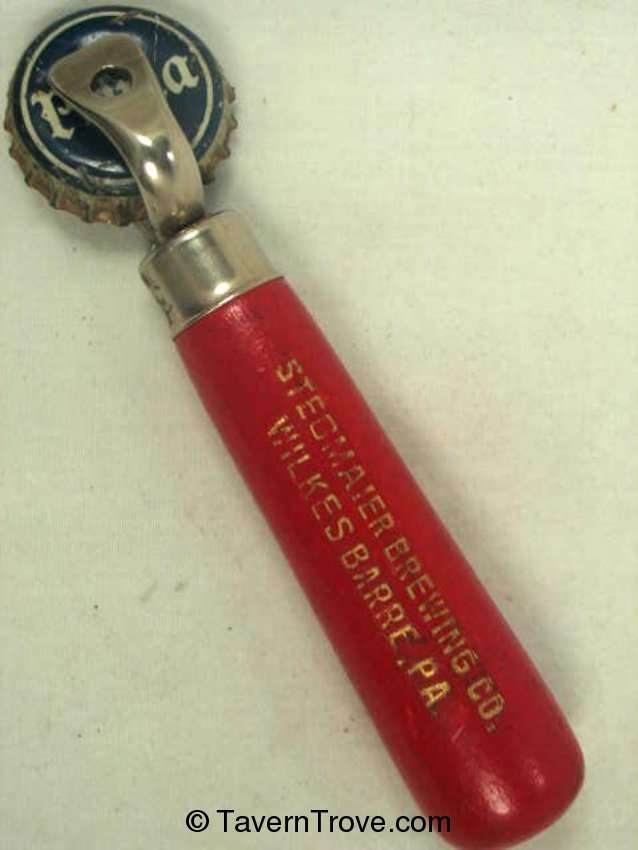 STEGMAIER BREWING CO.
WILKES BARRE, PA.
© TavernTrove.com